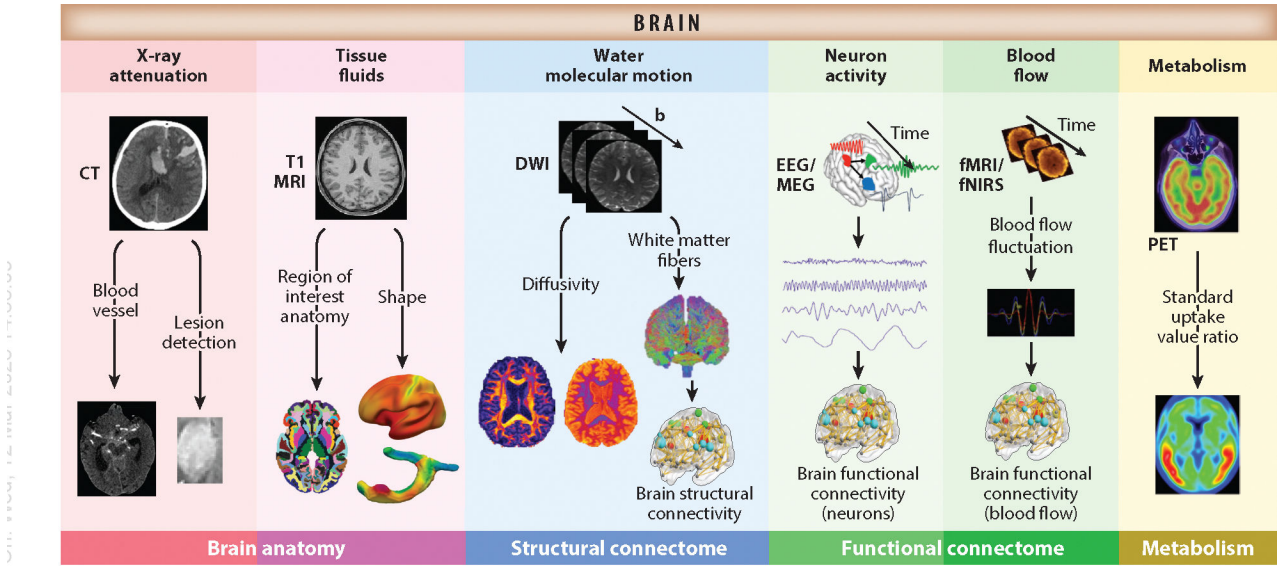 BRAIN
X-ray
attenuation
Tissue
fluids
Water
molecular motion
Neuron
activity
Blood
flow
Metabolism
CT
Blood
vessel
Lesion
detection
T1
MRI
Region of
interest
anatomy
Shape
DWI
b
Diffusivity
White matter
fibers
Brain structural
connectivity
EEG/
MEG
Time
Brain functional
connectivity
(neurons)
fMRI/
fNIRS
Time
Blood flow
fluctuation
Brain functional
connectivity
(blood flow)
PET
Standard
uptake
value ratio
Brain anatomy
Structural connectome
Functional connectome
Metabolism